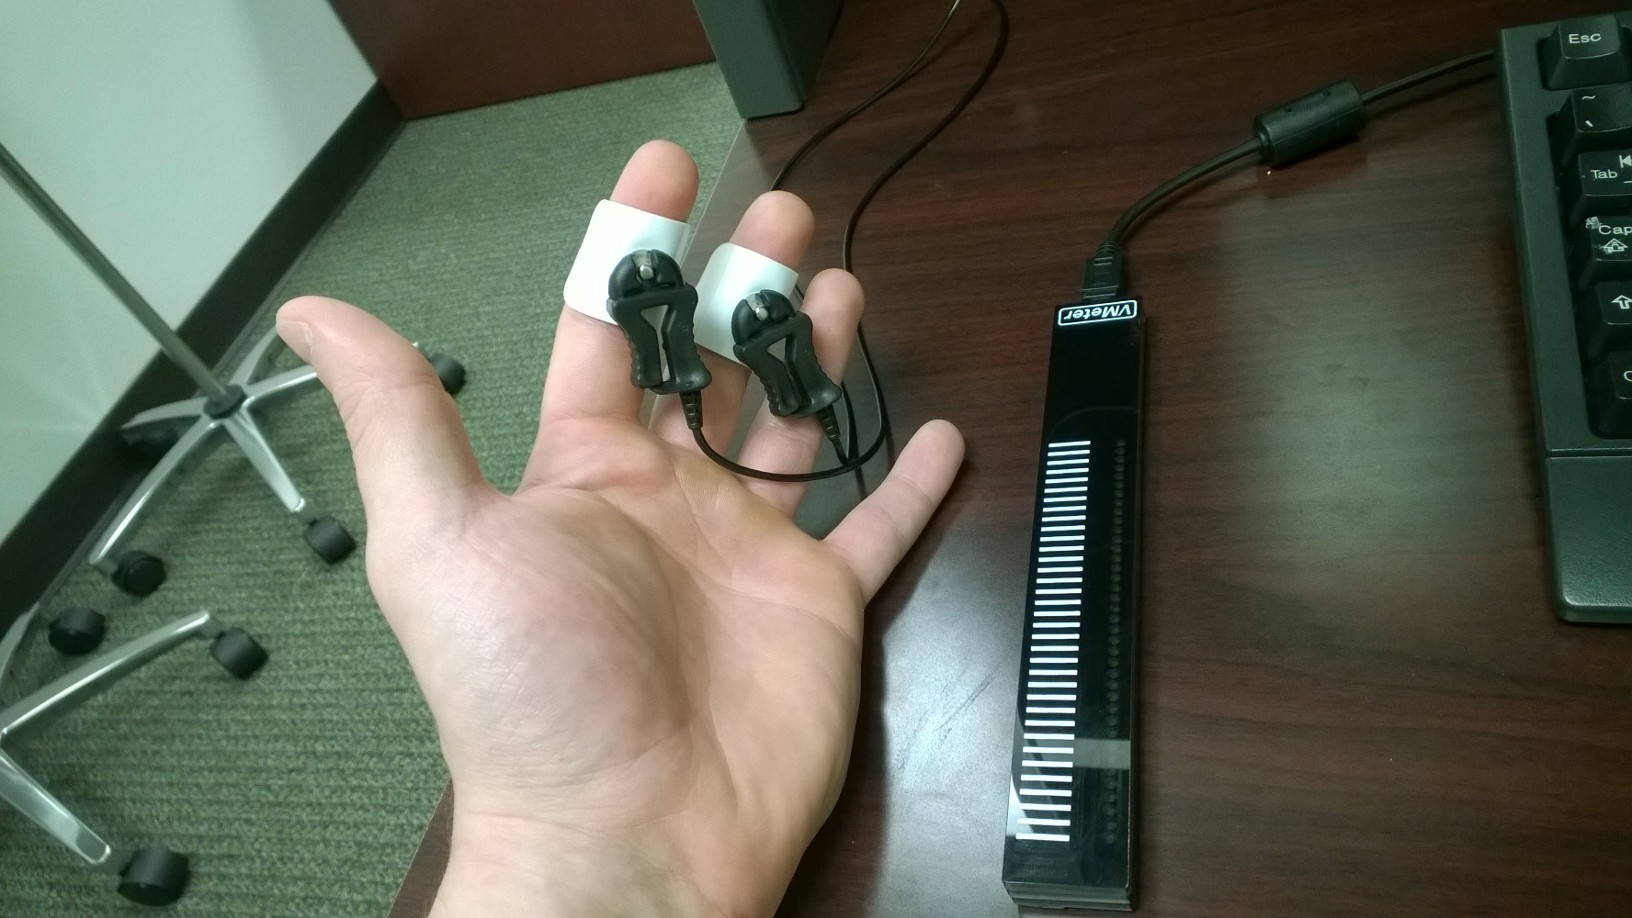 VMeter
Esc
~
`
Tab
Cap